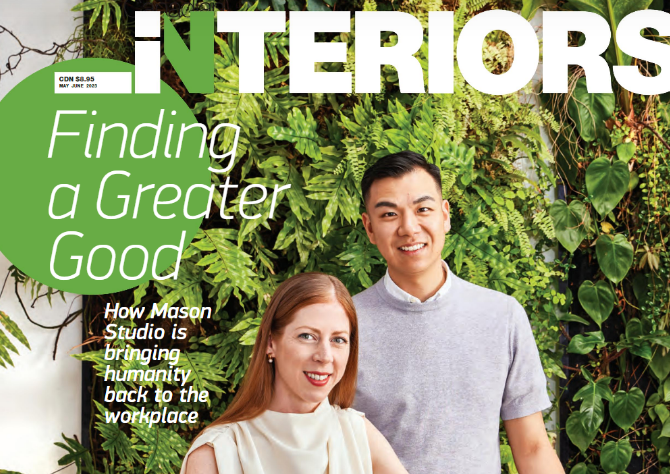 iNTERIORS
CDN $8.95
MAY JUNE 2023
Finding
a Greater
Good
How Mason
Studio is
bringing
humanity
back to the
workplace